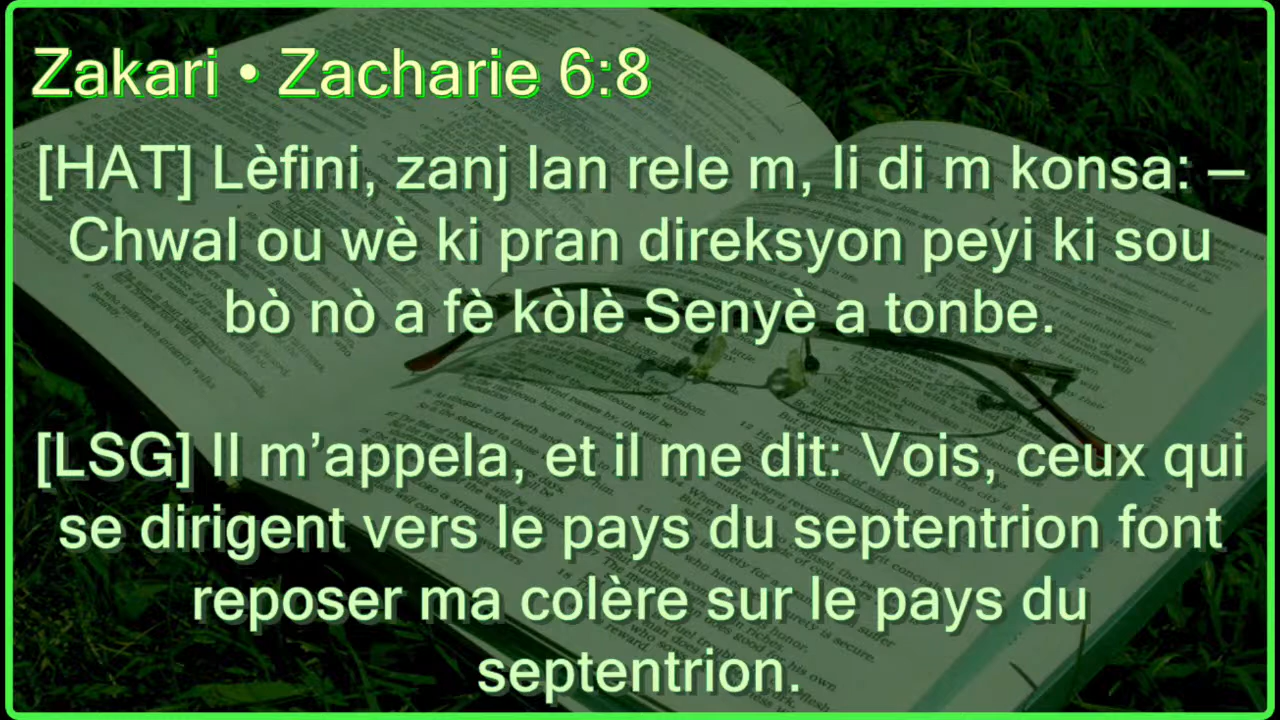 Zakari • Zacharie 6:8
[HAT] Lèfini, zanj lan rele m, li di m konsa: –
Chwal ou wè ki pran direksyon peyi ki sou
bò nò a fè kòlè Senyè a tonbe.
[LSG] Il m’appela, et il me dit: Vois, ceux qui
se dirigent vers le pays du septentrion font
reposer ma colère sur le pays du
septentrion.